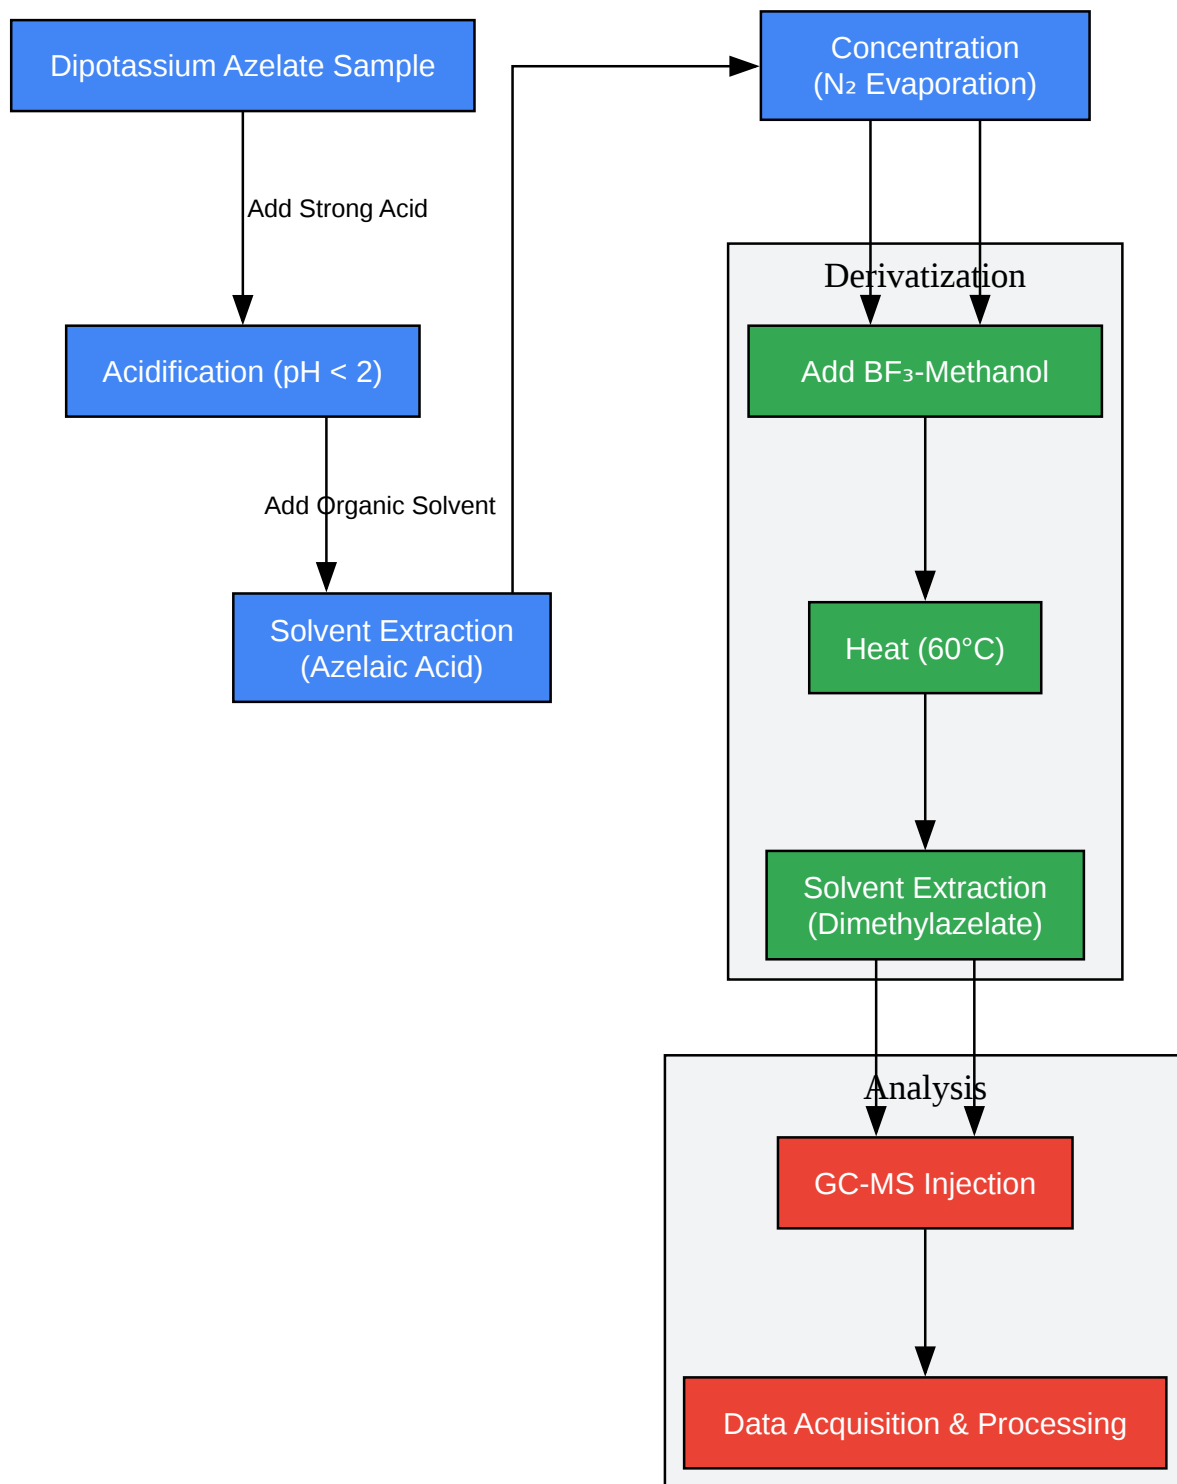 Dipotassium Azelate Sample
Add Strong Acid
Acidification (pH < 2)
Add Organic Solvent
Solvent Extraction
(Azelaic Acid)
Concentration
(N₂ Evaporation)
Derivatization
Add BF₃-Methanol
Heat (60°C)
Solvent Extraction
(Dimethylazelate)
Analysis
GC-MS Injection
Data Acquisition & Processing